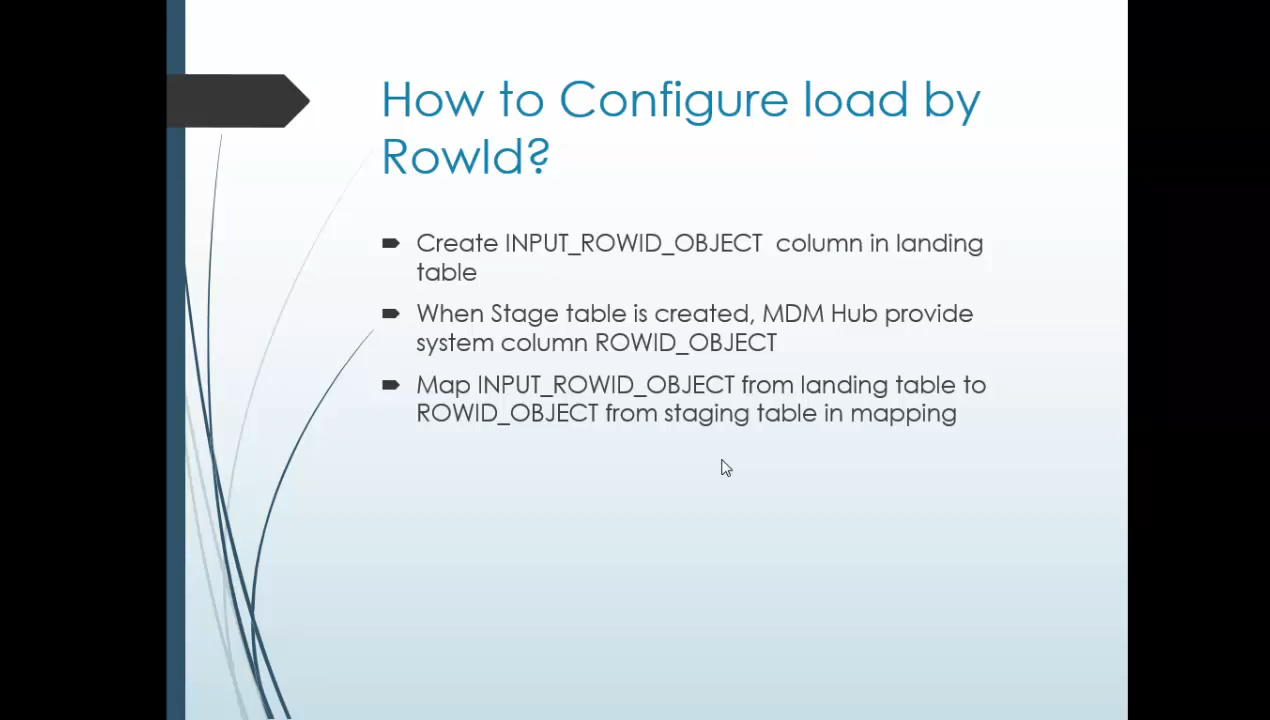 How to Configure load by
RowId?
Create INPUT_ROWID_OBJECT column in landing
table
When Stage table is created, MDM Hub provide
system column ROWID_OBJECT
Map INPUT_ROWID_OBJECT from landing table to
ROWID_OBJECT from staging table in mapping